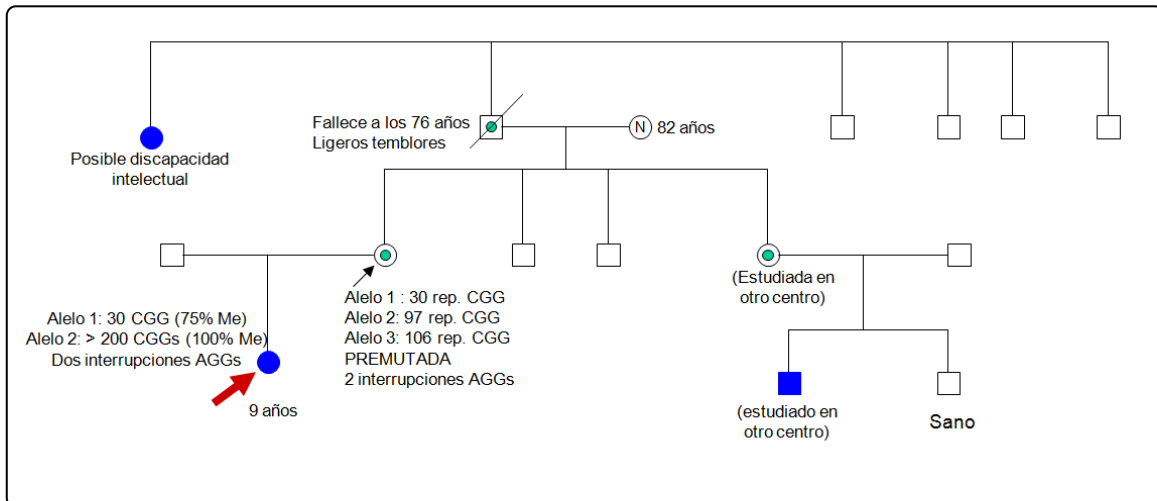 Fallece a los 76 años
Ligeros temblores
N
82 años
Posible discapacidad
intelectual
(Estudiada en
otro centro)
Alelo 1 : 30 rep. CGG
Alelo 2: 97 rep. CGG
Alelo 3: 106 rep. CGG
PREMUTADA
2 interrupciones AGGs
Alelo 1: 30 CGG (75% Me)
Alelo 2: > 200 CGGs (100% Me)
Dos interrupciones AGGs
9 años
(estudiado en
otro centro)
Sano